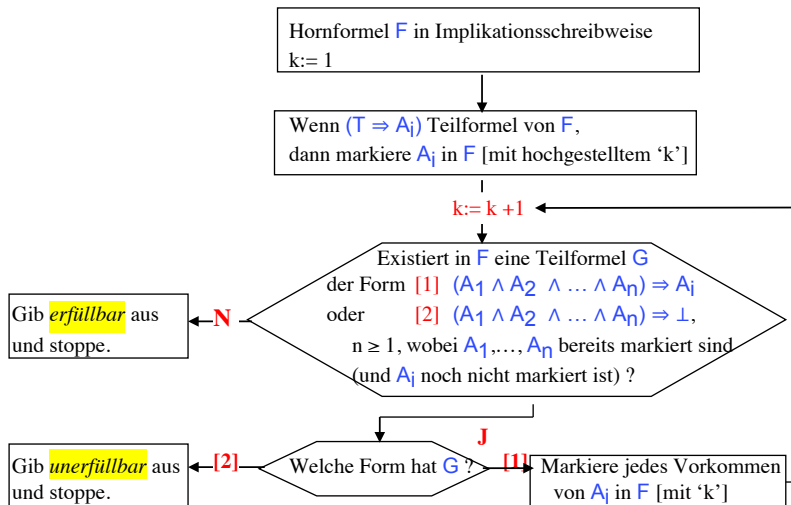 Hornformel F in Implikationsschreibweise
k:= 1
Wenn (T ⇒ Ai) Teilformel von F,
dann markiere Ai in F [mit hochgestelltem ‘k’]
k:= k +1
Existiert in F eine Teilformel G
der Form [1] (A1 ∧ A2 ∧ … ∧ An) ⇒ Ai
oder [2] (A1 ∧ A2 ∧ … ∧ An) ⇒ ⊥,
n ≥ 1, wobei A1,…, An bereits markiert sind
(und Ai noch nicht markiert ist) ?
N
Gib erfüllbar aus
und stoppe.
J
Welche Form hat G ?
[2]
Gib unerfüllbar aus
und stoppe.
[1]
Markiere jedes Vorkommen
von Ai in F [mit ‘k’]